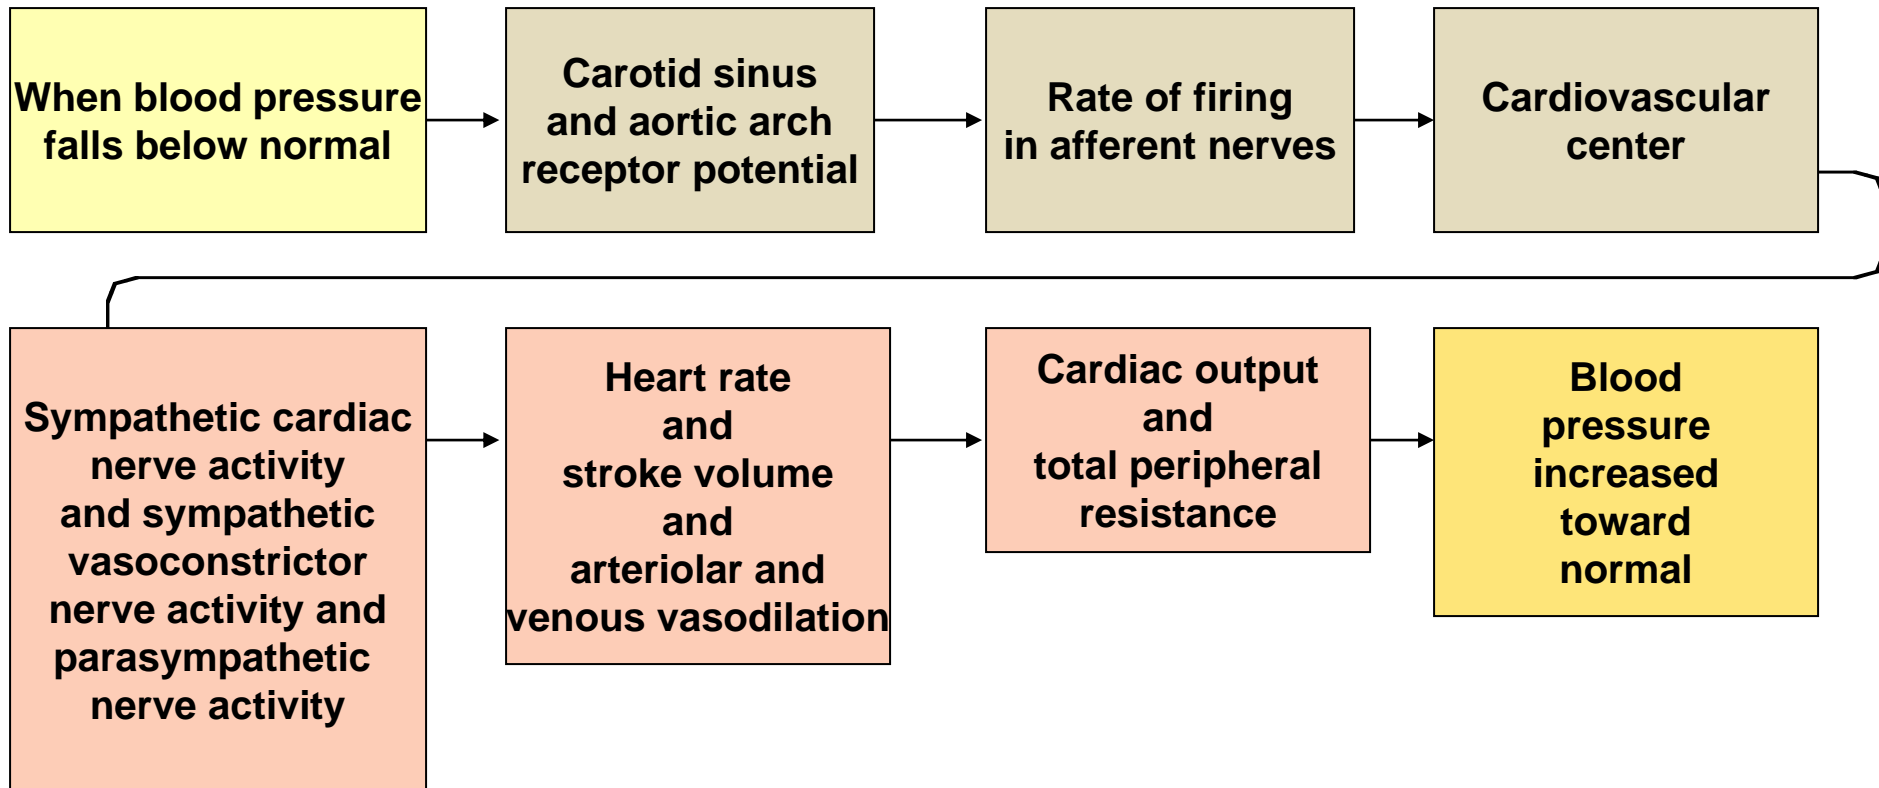 When blood pressure
falls below normal
Carotid sinus
and aortic arch
receptor potential
Rate of firing
in afferent nerves
Cardiovascular
center
Sympathetic cardiac
nerve activity
and sympathetic
vasoconstrictor
nerve activity and
parasympathetic
nerve activity
Heart rate
and
stroke volume
and
arteriolar and
venous vasodilation
Cardiac output
and
total peripheral
resistance
Blood
pressure
increased
toward
normal